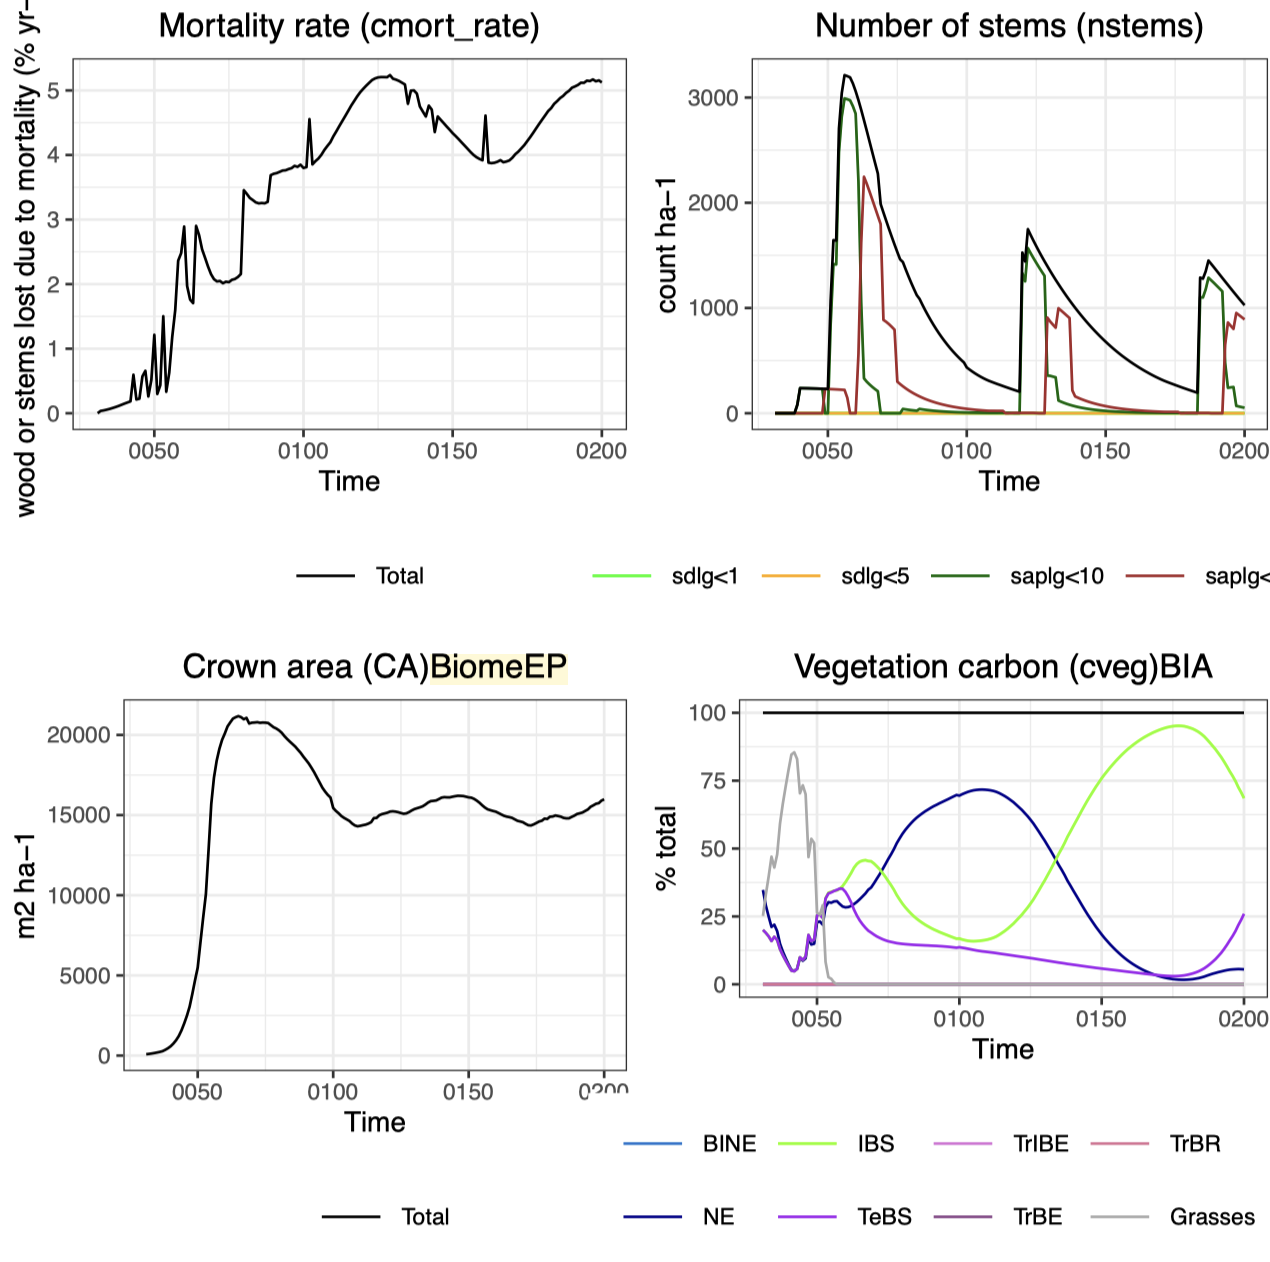 Mortality rate (cmort_rate)
wood or stems lost due to mortality (% yr−
5
4
3
2
1
0
0050 0100 0150 0200
Time
Total
Number of stems (nstems)
count ha−1
3000
2000
1000
0
0050 0100 0150 0200
Time
sdlg<1 sdlg<5 saplg<10 saplg<
Crown area (CA)BiomeEP
m2 ha−1
20000
15000
10000
5000
0
0050 0100 0150 0200
Time
Total
Vegetation carbon (cveg)BIA
% total
100
75
50
25
0
0050 0100 0150 0200
Time
BINE IBS TrIBE TrBR
NE TeBS TrBE Grasses